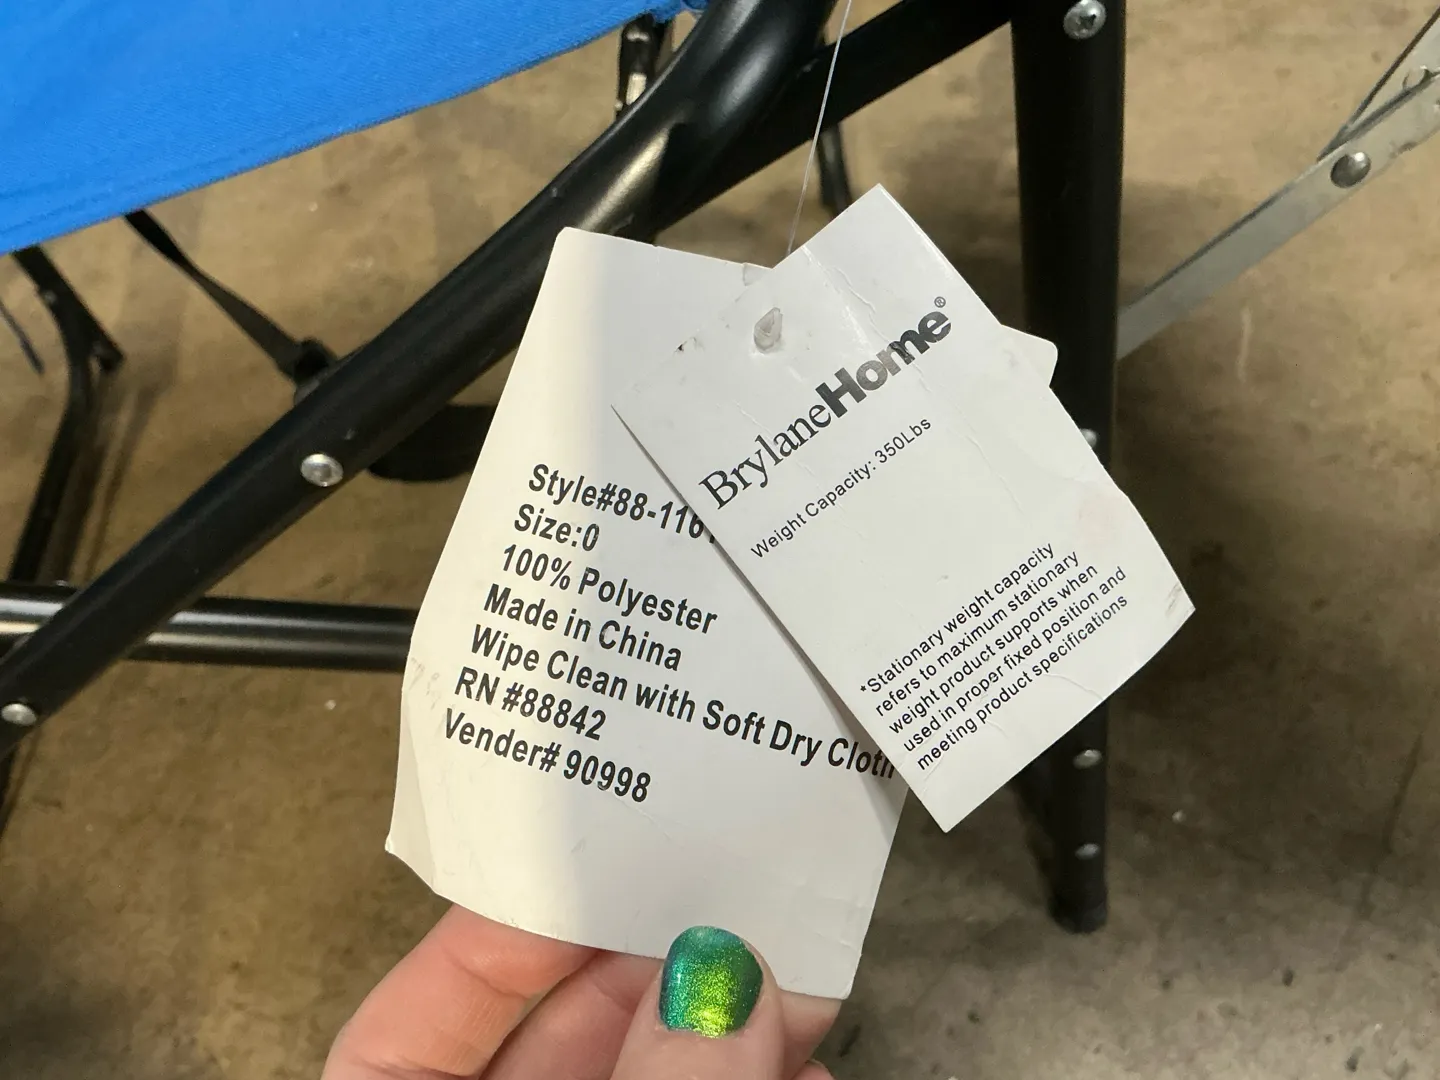 Style#88-116
Size:0
100% Polyester
Made in China
Wipe Clean with Soft Dry Cloth
RN #88842
Vender# 90998
BrylaneHome®
Weight Capacity: 350Lbs
*Stationary weight capacity
refers to maximum stationary
weight product supports when
used in proper fixed position and
meeting product specifications